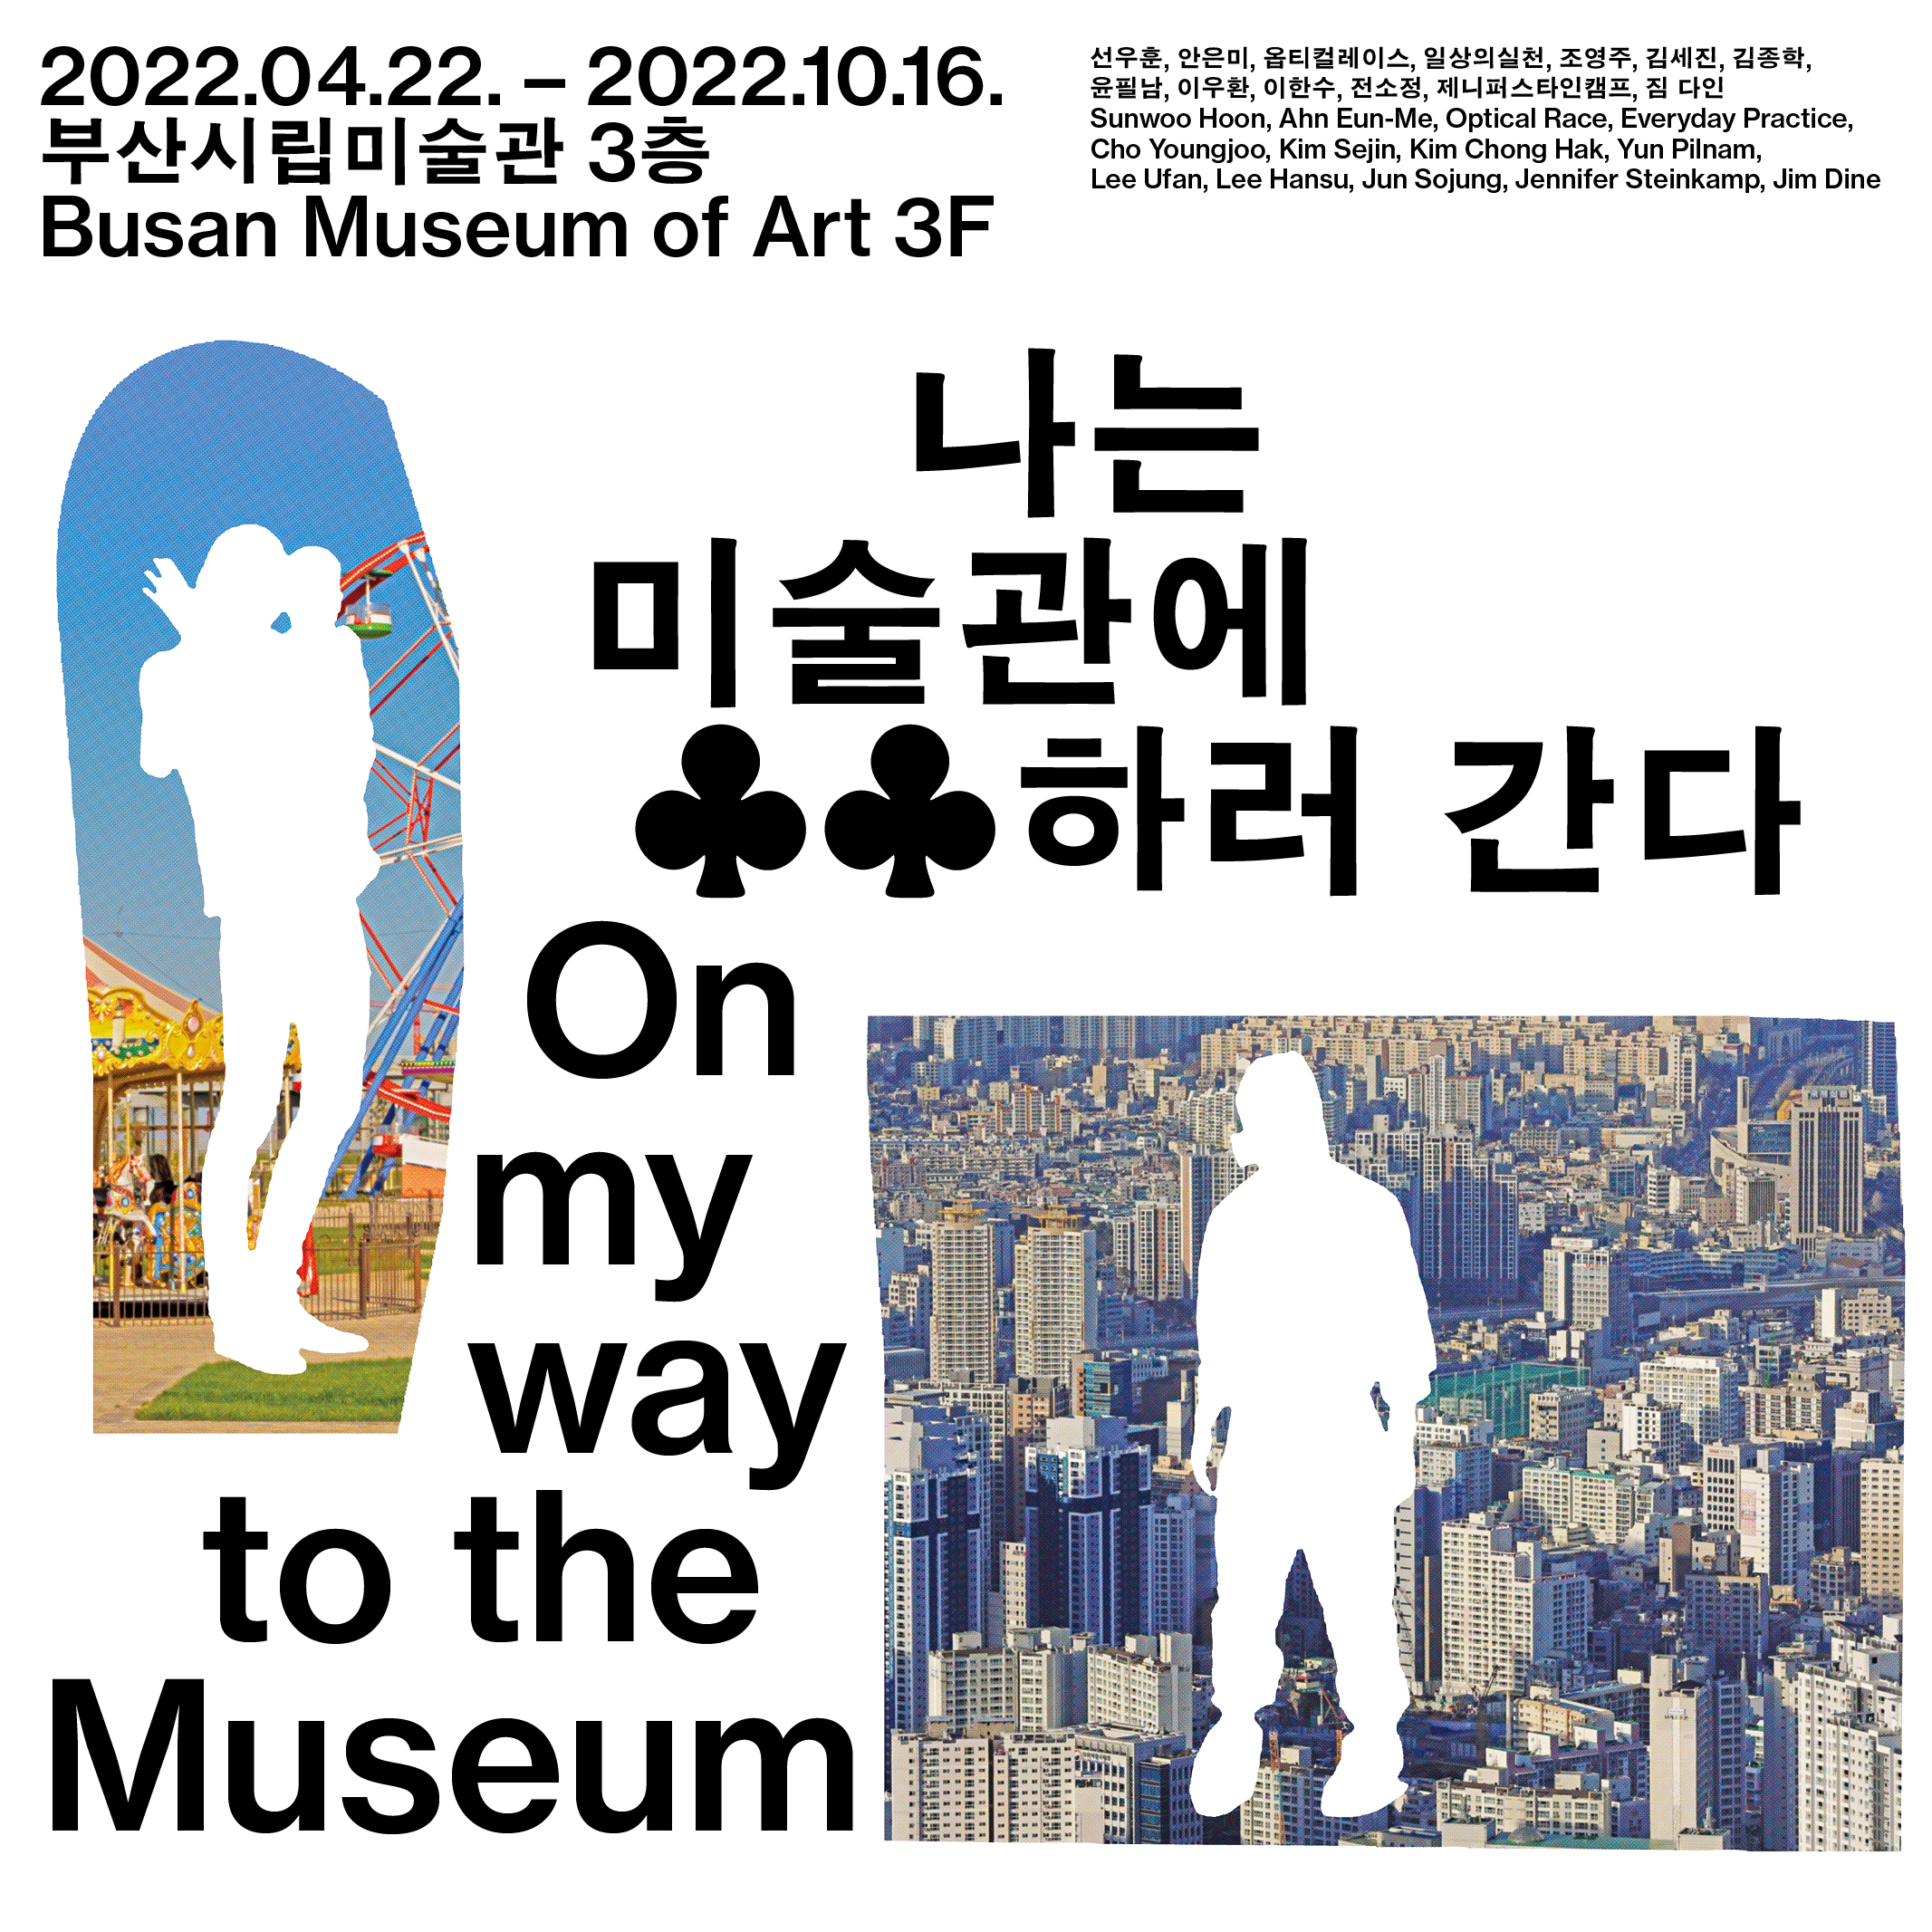 2022.04.22. – 2022.10.16.
부산시립미술관 3층
Busan Museum of Art 3F
선우훈, 안은미, 옵티컬레이스, 일상의실천, 조영주, 김세진, 김종학,
윤필남, 이우환, 이한수, 전소정, 제니퍼스타인캠프, 짐 다인
Sunwoo Hoon, Ahn Eun-Me, Optical Race, Everyday Practice,
Cho Youngjoo, Kim Sejin, Kim Chong Hak, Yun Pilnam,
Lee Ufan, Lee Hansu, Jun Sojung, Jennifer Steinkamp, Jim Dine
나는
미술관에
♣♣하러 간다
On
my
way
to the
Museum